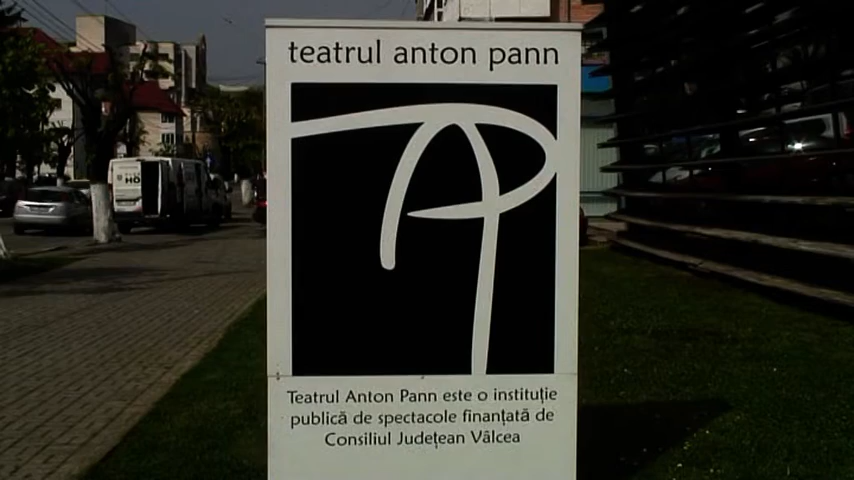 teatrul anton pann
Teatrul Anton Pann este o instituție
publică de spectacole finanțată de
Consiliul Județean Vâlcea